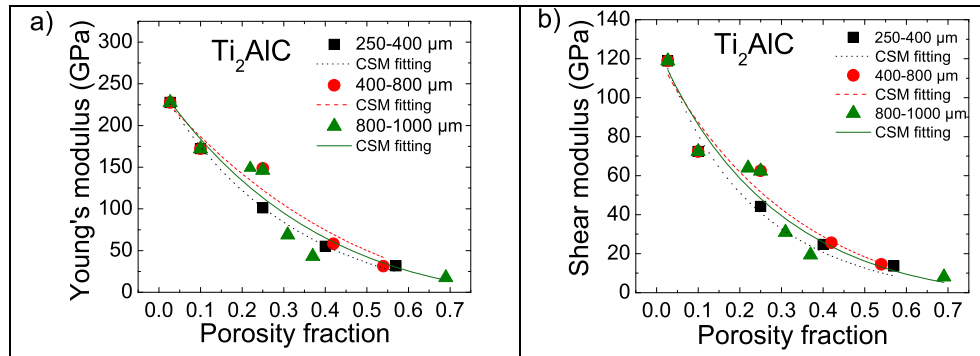 a)
Ti2AlC
250-400 µm
CSM fitting
400-800 µm
CSM fitting
800-1000 µm
CSM fitting
Young's modulus (GPa)
300
250
200
150
100
50
0
0.0 0.1 0.2 0.3 0.4 0.5 0.6 0.7
Porosity fraction
b)
Ti2AlC
250-400 µm
CSM fitting
400-800 µm
CSM fitting
800-1000 µm
CSM fitting
Shear modulus (GPa)
140
120
100
80
60
40
20
0
0.0 0.1 0.2 0.3 0.4 0.5 0.6 0.7
Porosity fraction